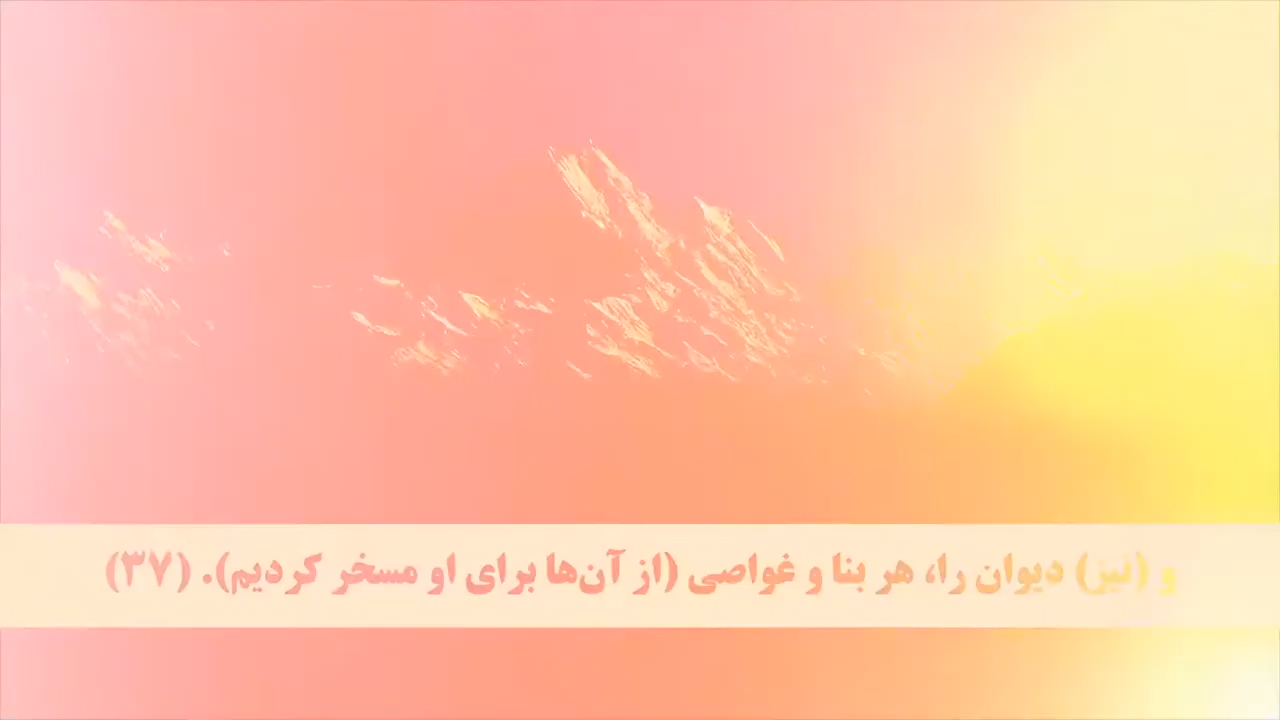 و (نیز) دیوان را، هر بنا و غواصی (از آن‌ها برای او مسخر کردیم). (۳۷)